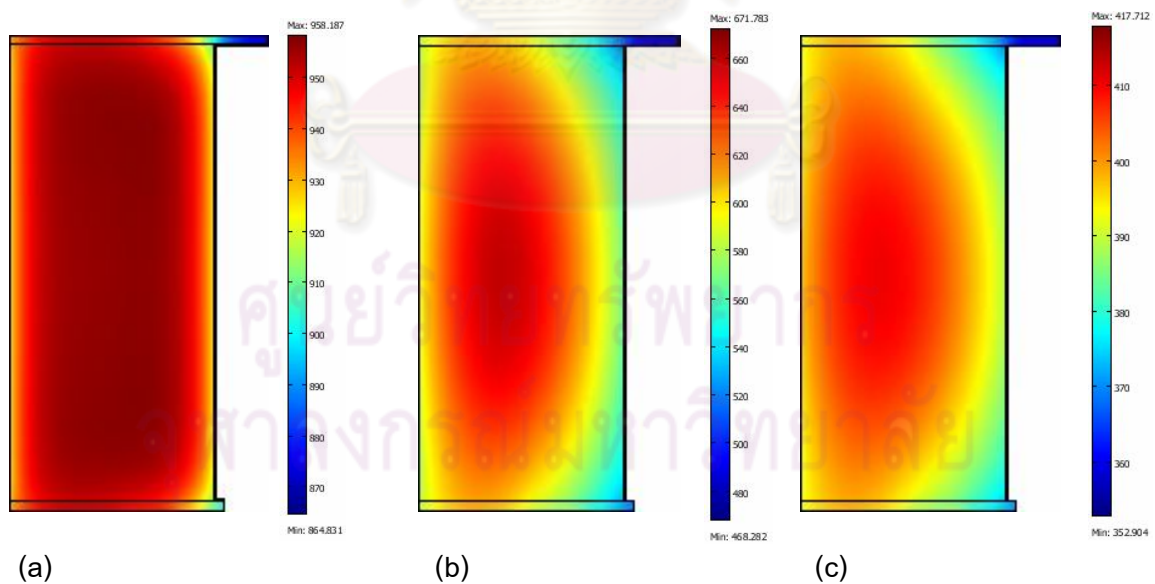 Max: 958.187
950
940
930
920
910
900
890
880
870
Min: 864.831
(a)
Max: 671.783
660
640
620
600
580
560
540
520
500
480
Min: 468.282
(b)
Max: 417.712
410
400
390
380
370
360
Min: 352.904
(c)
ศูนย์วิทยทรัพยากร
จุฬาลงกรณ์มหาวิทยาลัย